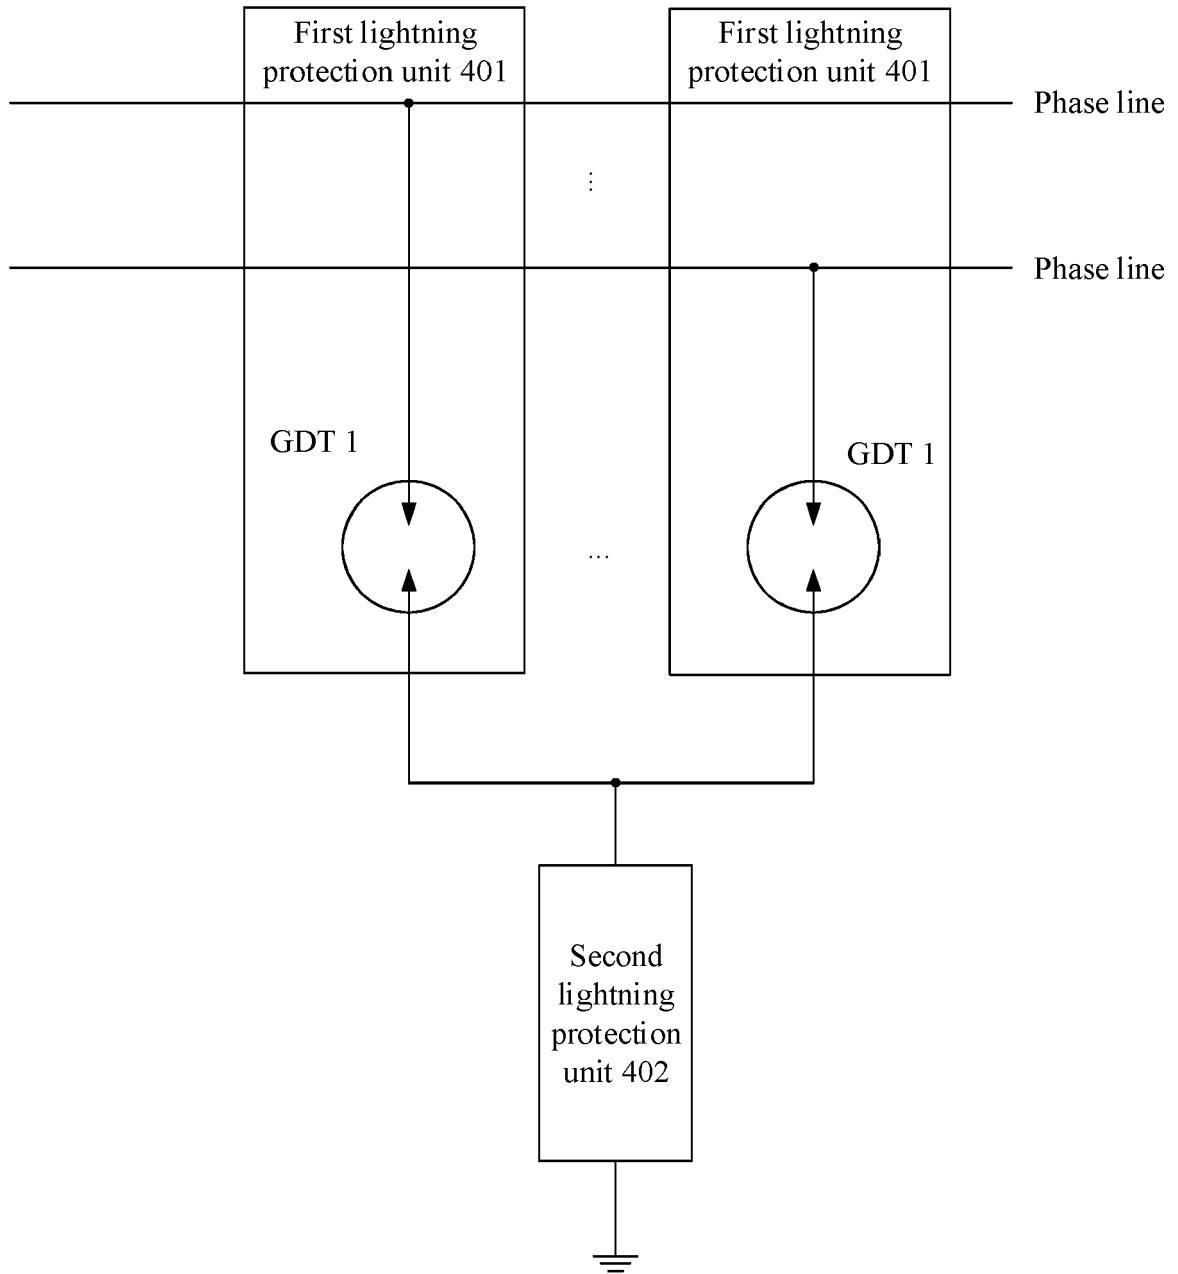 First lightning
protection unit 401
First lightning
protection unit 401
Phase line
⋮
Phase line
GDT 1
GDT 1
...
Second
lightning
protection
unit 402